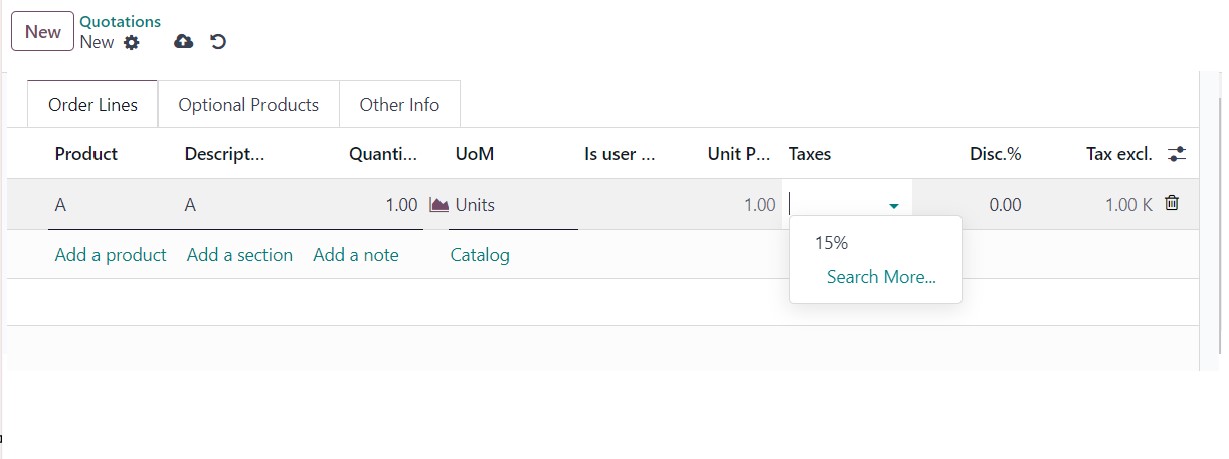 New
Quotations
New
Order Lines Optional Products Other Info
Product Descript... Quanti... UoM Is user ... Unit P... Taxes Disc.% Tax excl.
A A 1.00 Units 1.00 0.00 1.00 K
Add a product Add a section Add a note Catalog
15%
Search More...